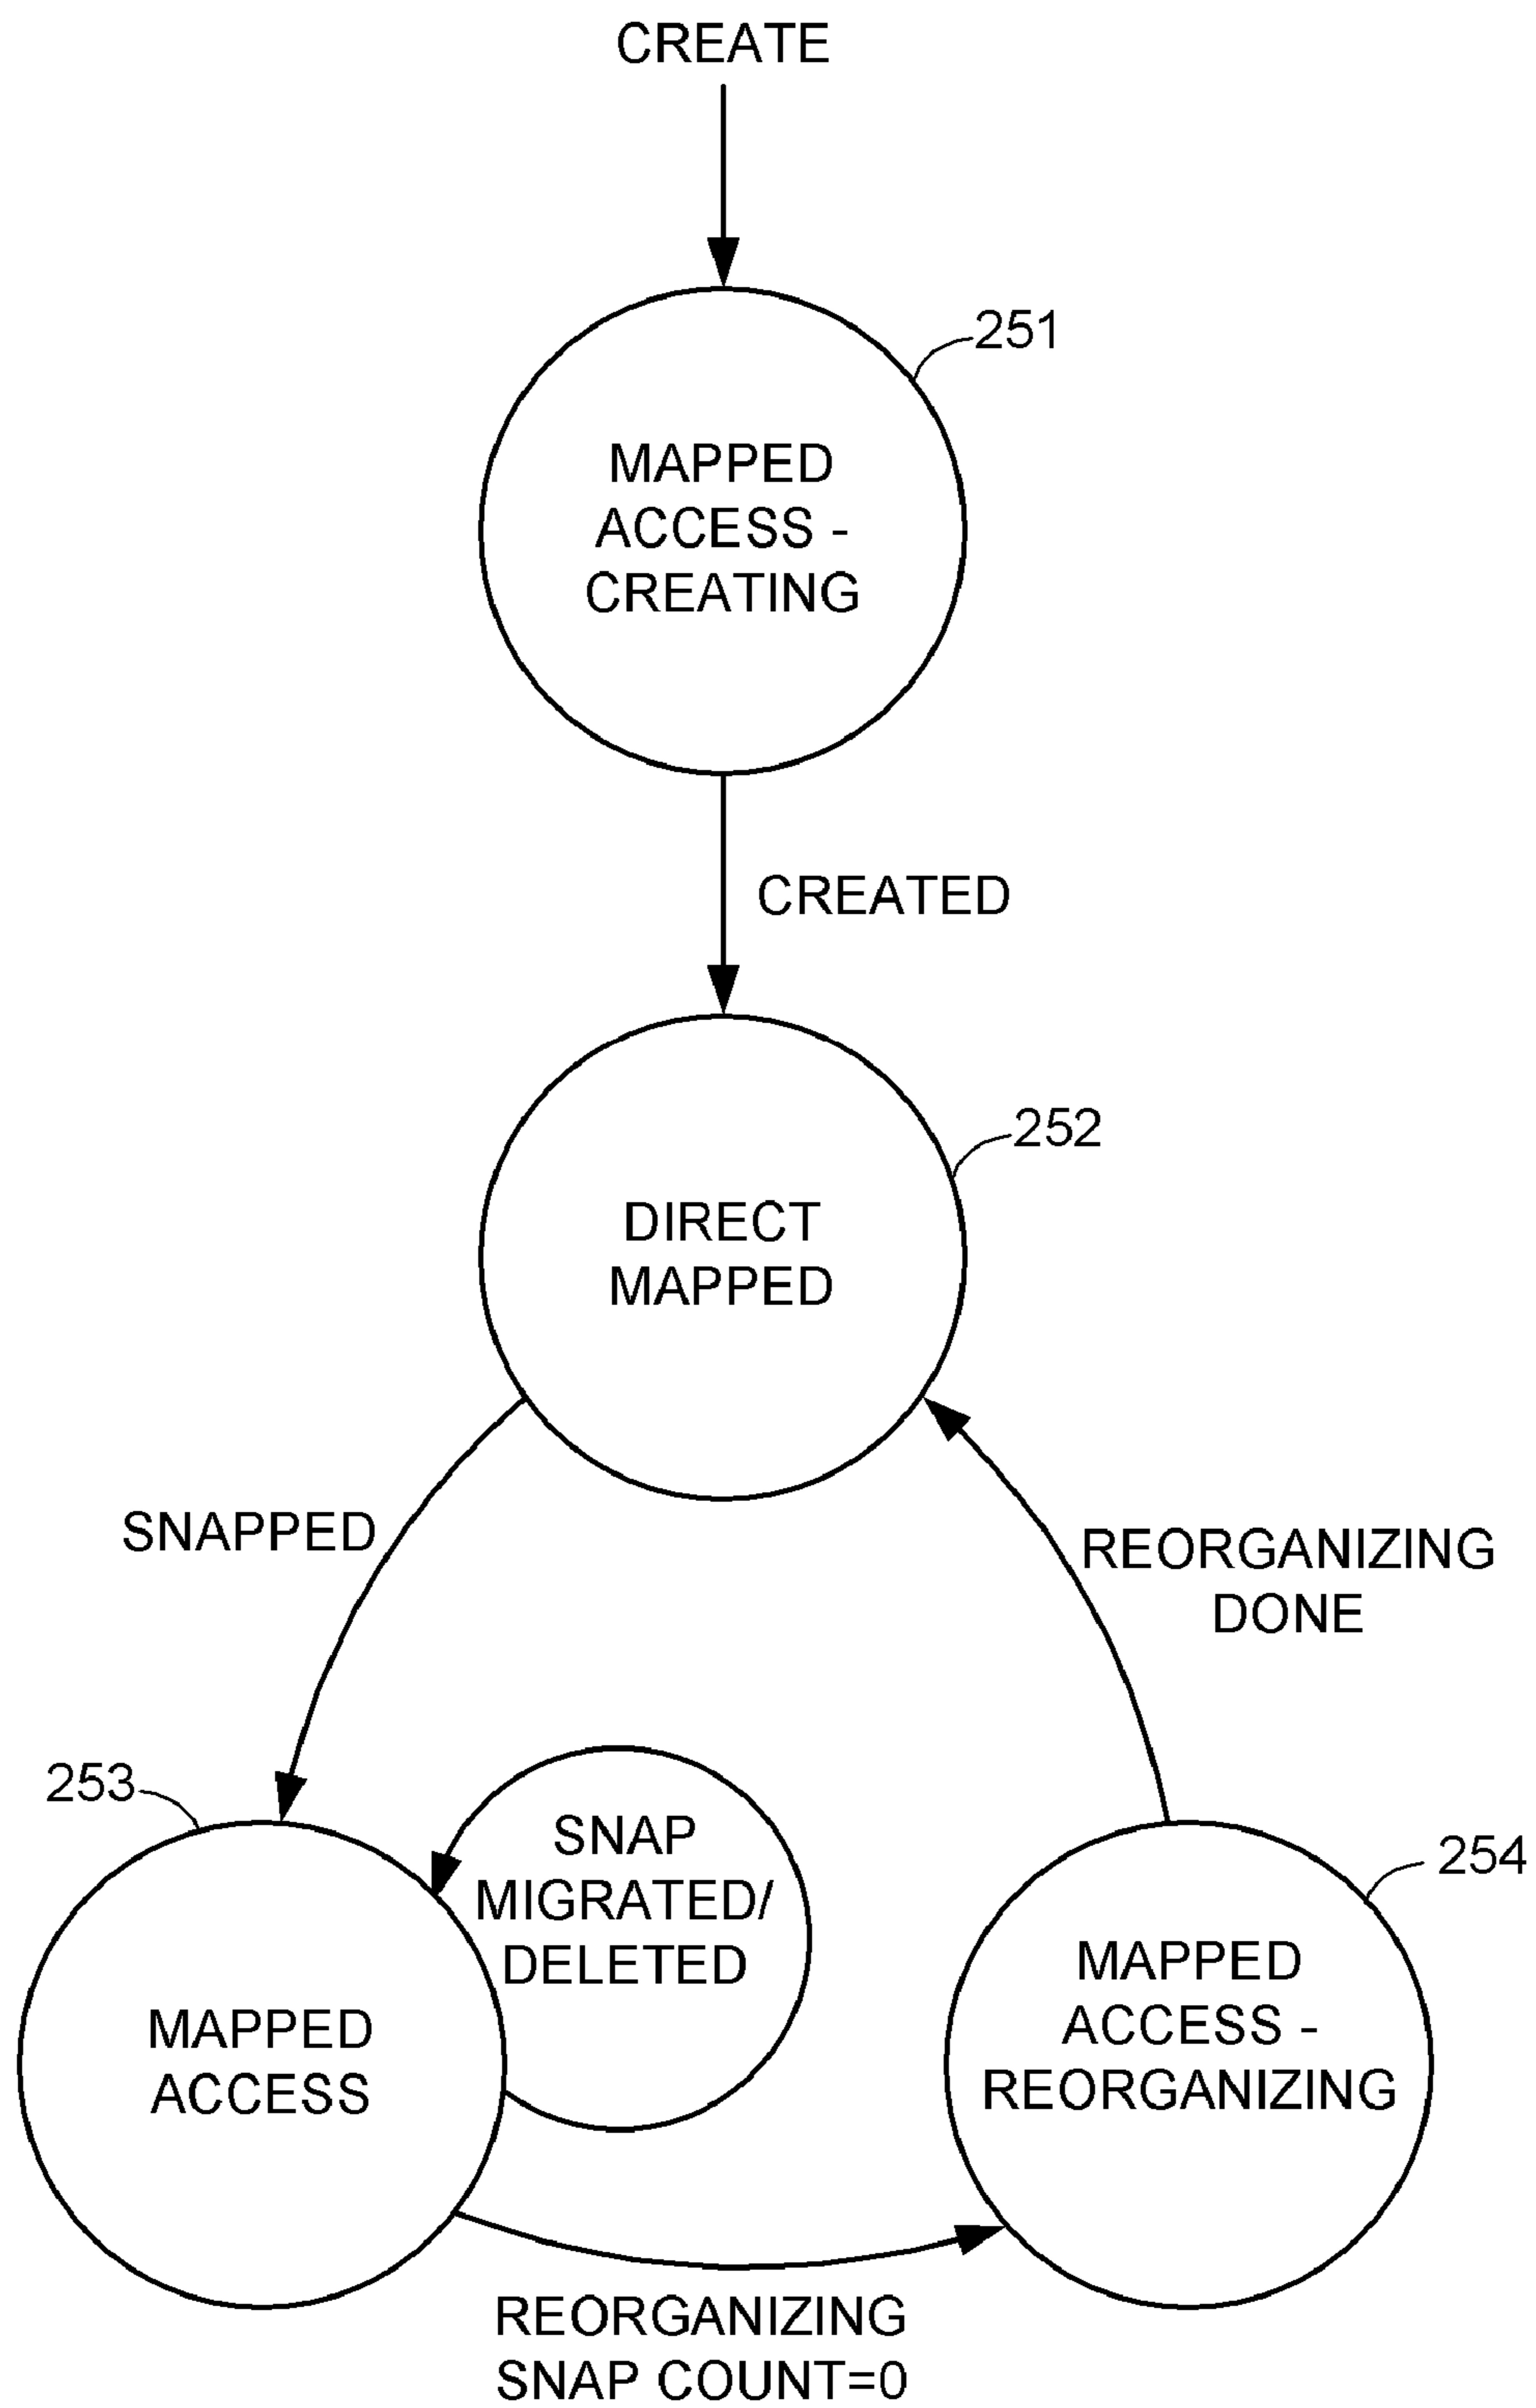 CREATE
251
MAPPED
ACCESS -
CREATING
CREATED
252
DIRECT
MAPPED
SNAPPED
REORGANIZING
DONE
253
SNAP
MIGRATED/
DELETED
254
MAPPED
ACCESS
MAPPED
ACCESS -
REORGANIZING
REORGANIZING
SNAP COUNT=0